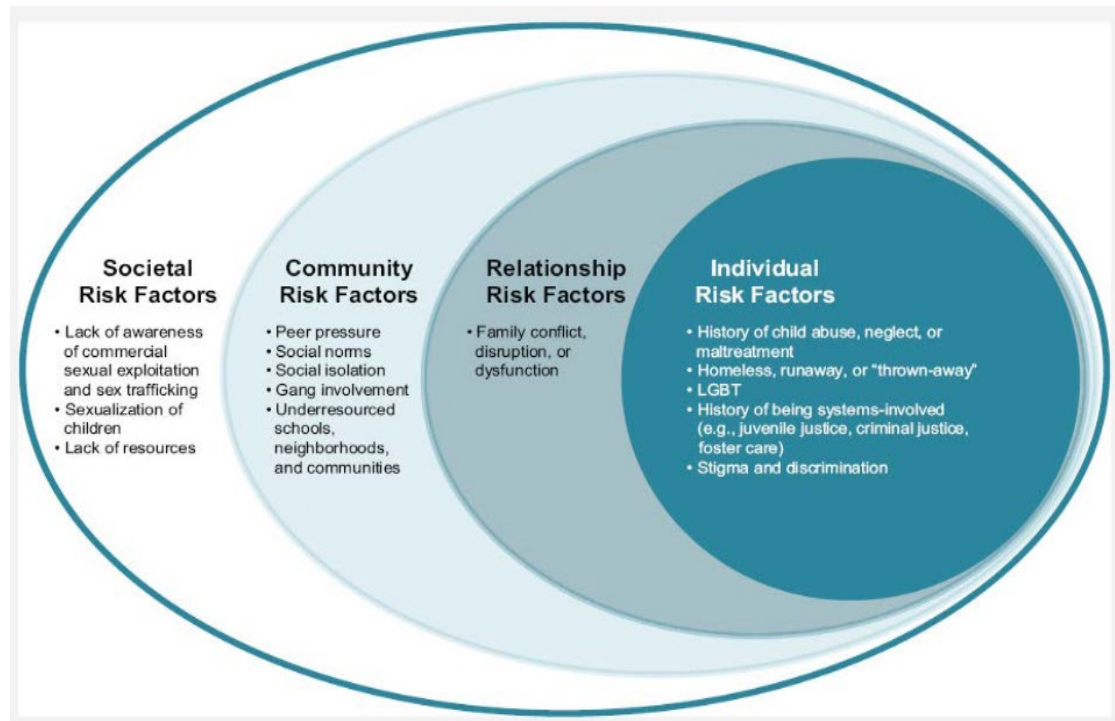 Societal
Risk Factors
• Lack of awareness
of commercial
sexual exploitation
and sex trafficking
• Sexualization of
children
• Lack of resources
Community
Risk Factors
• Peer pressure
• Social norms
• Social isolation
• Gang involvement
• Underresourced
schools,
neighborhoods,
and communities
Relationship
Risk Factors
• Family conflict,
disruption, or
dysfunction
Individual
Risk Factors
• History of child abuse, neglect, or
maltreatment
• Homeless, runaway, or "thrown-away"
• LGBT
• History of being systems-involved
(e.g., juvenile justice, criminal justice,
foster care)
• Stigma and discrimination